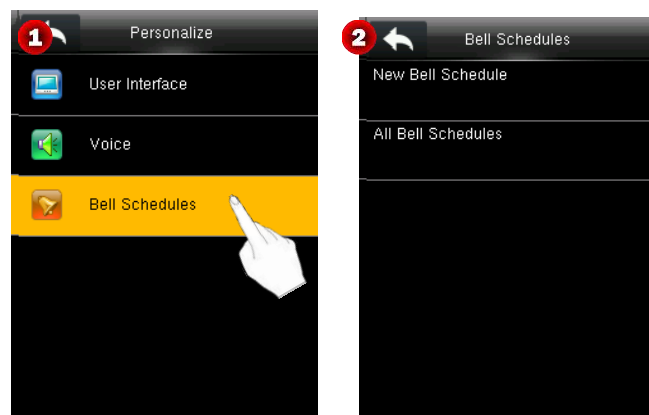 1
Personalize
User Interface
Voice
Bell Schedules
2
Bell Schedules
New Bell Schedule
All Bell Schedules